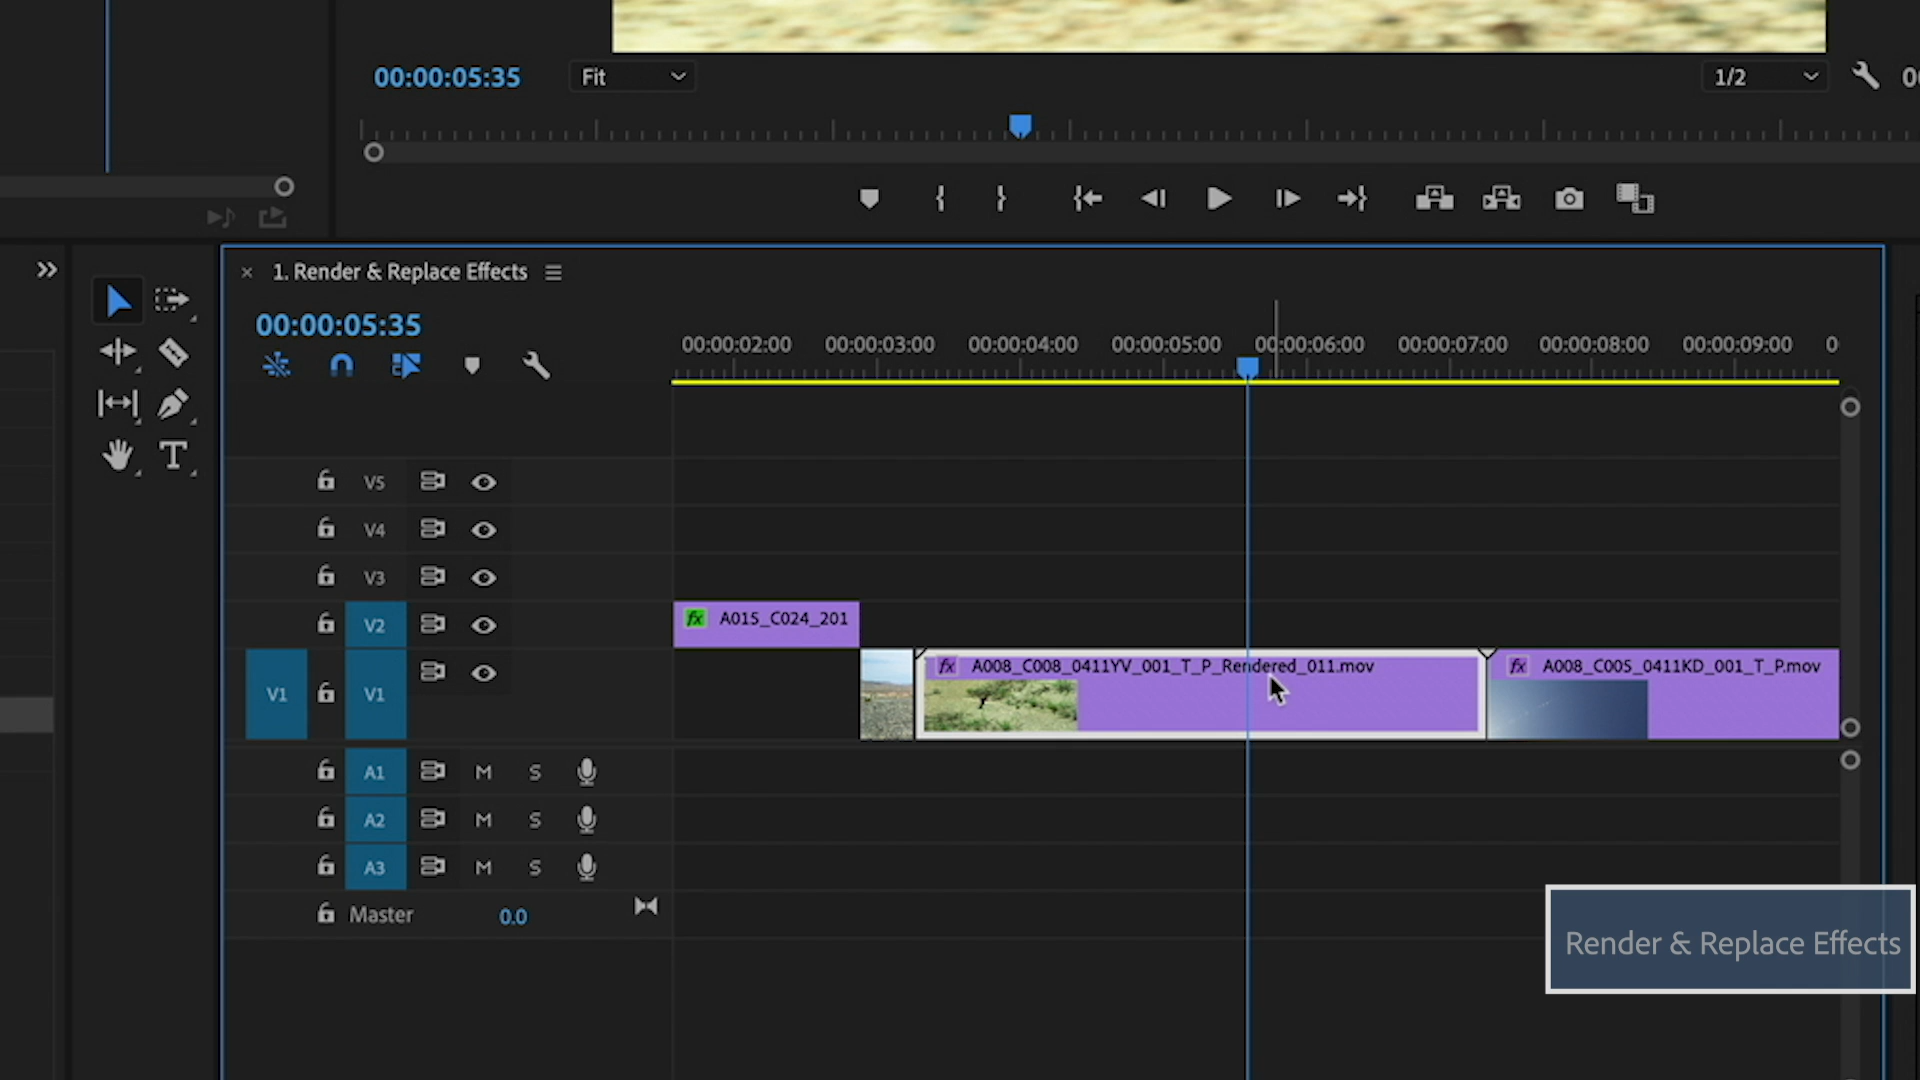 00:00:05:35
Fit
1/2
1. Render & Replace Effects
00:00:05:35
00:00:02:00 00:00:03:00 00:00:04:00 00:00:05:00 00:00:06:00 00:00:07:00 00:00:08:00 00:00:09:00
V5
V4
V3
V2
fx A015_C024_201
V1
V1
fx A008_C008_0411YV_001_T_P_Rendered_011.mov
fx A008_C005_0411KD_001_T_P.mov
A1 M S
A2 M S
A3 M S
Master 0.0
Render & Replace Effects